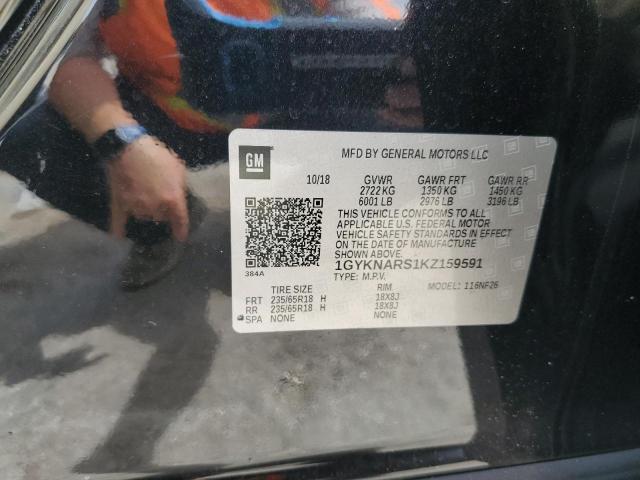 GM
MFD BY GENERAL MOTORS LLC
10/18 GVWR GAWR FRT GAWR RR
2722 KG 1350 KG 1450 KG
6001 LB 2976 LB 3196 LB
THIS VEHICLE CONFORMS TO ALL
APPLICABLE U.S. FEDERAL MOTOR
VEHICLE SAFETY STANDARDS IN EFFECT
ON THE DATE OF MANUFACTURE
SHOWN ABOVE.
1GYKNARS1KZ159591
384A
TYPE: M.P.V. MODEL: 116NF26
TIRE SIZE RIM
FRT 235/65R18 H 18X8J
RR 235/65R18 H 18X8J
SPA NONE NONE